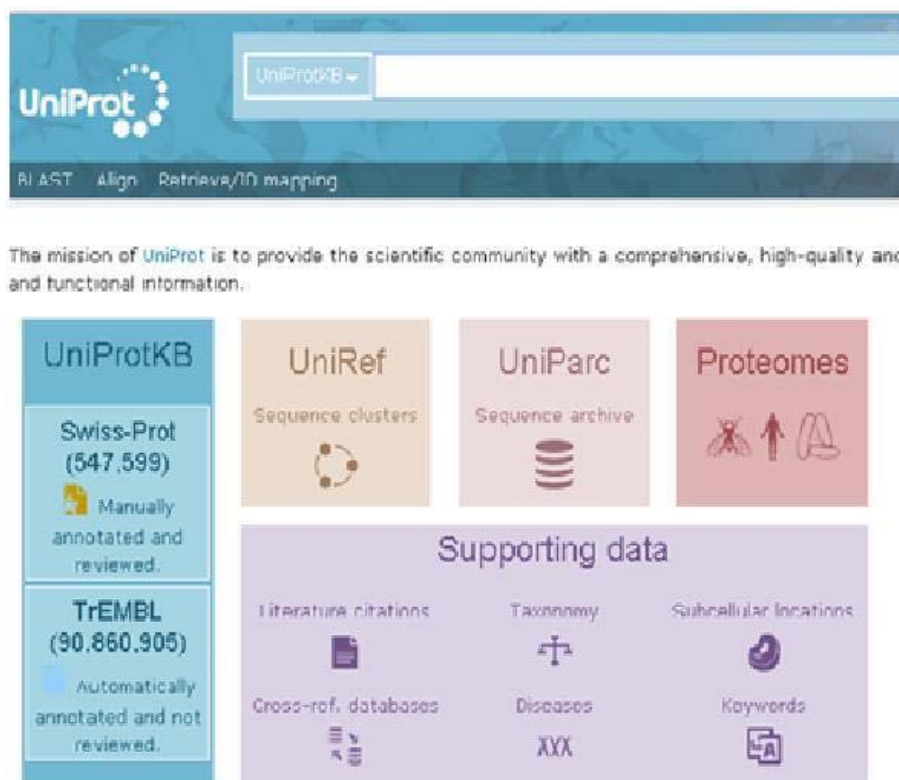 UniProt
UniProtKB
BLAST Align Retrieve/ID mapping
The mission of UniProt is to provide the scientific community with a comprehensive, high-quality and
and functional information.
UniProtKB
Swiss-Prot
(547,599)
Manually
annotated and
reviewed.
TrEMBL
(90,860,905)
Automatically
annotated and not
reviewed.
UniRef
Sequence clusters
UniParc
Sequence archive
Proteomes
Supporting data
Literature citations
Taxonomy
Subcellular locations
Cross-ref. databases
Diseases
Keywords